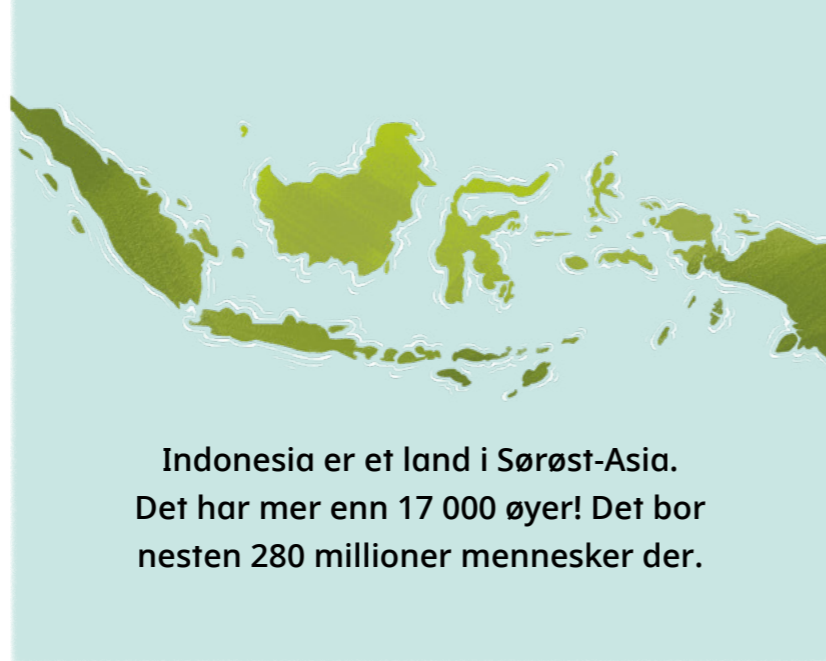 Indonesia er et land i Sørøst-Asia.
Det har mer enn 17 000 øyer! Det bor
nesten 280 millioner mennesker der.